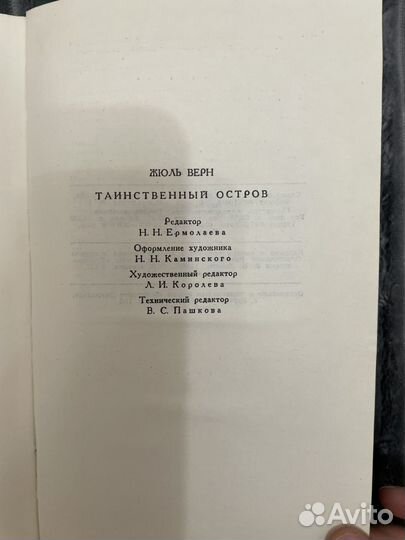 ЖЮЛЬ ВЕРН
ТАИНСТВЕННЫЙ ОСТРОВ
Редактор
Н. Н. Ермолаева
Оформление художника
Н. Н. Каминского
Художественный редактор
Л. И. Королева
Технический редактор
В. С. Пашкова
Avito